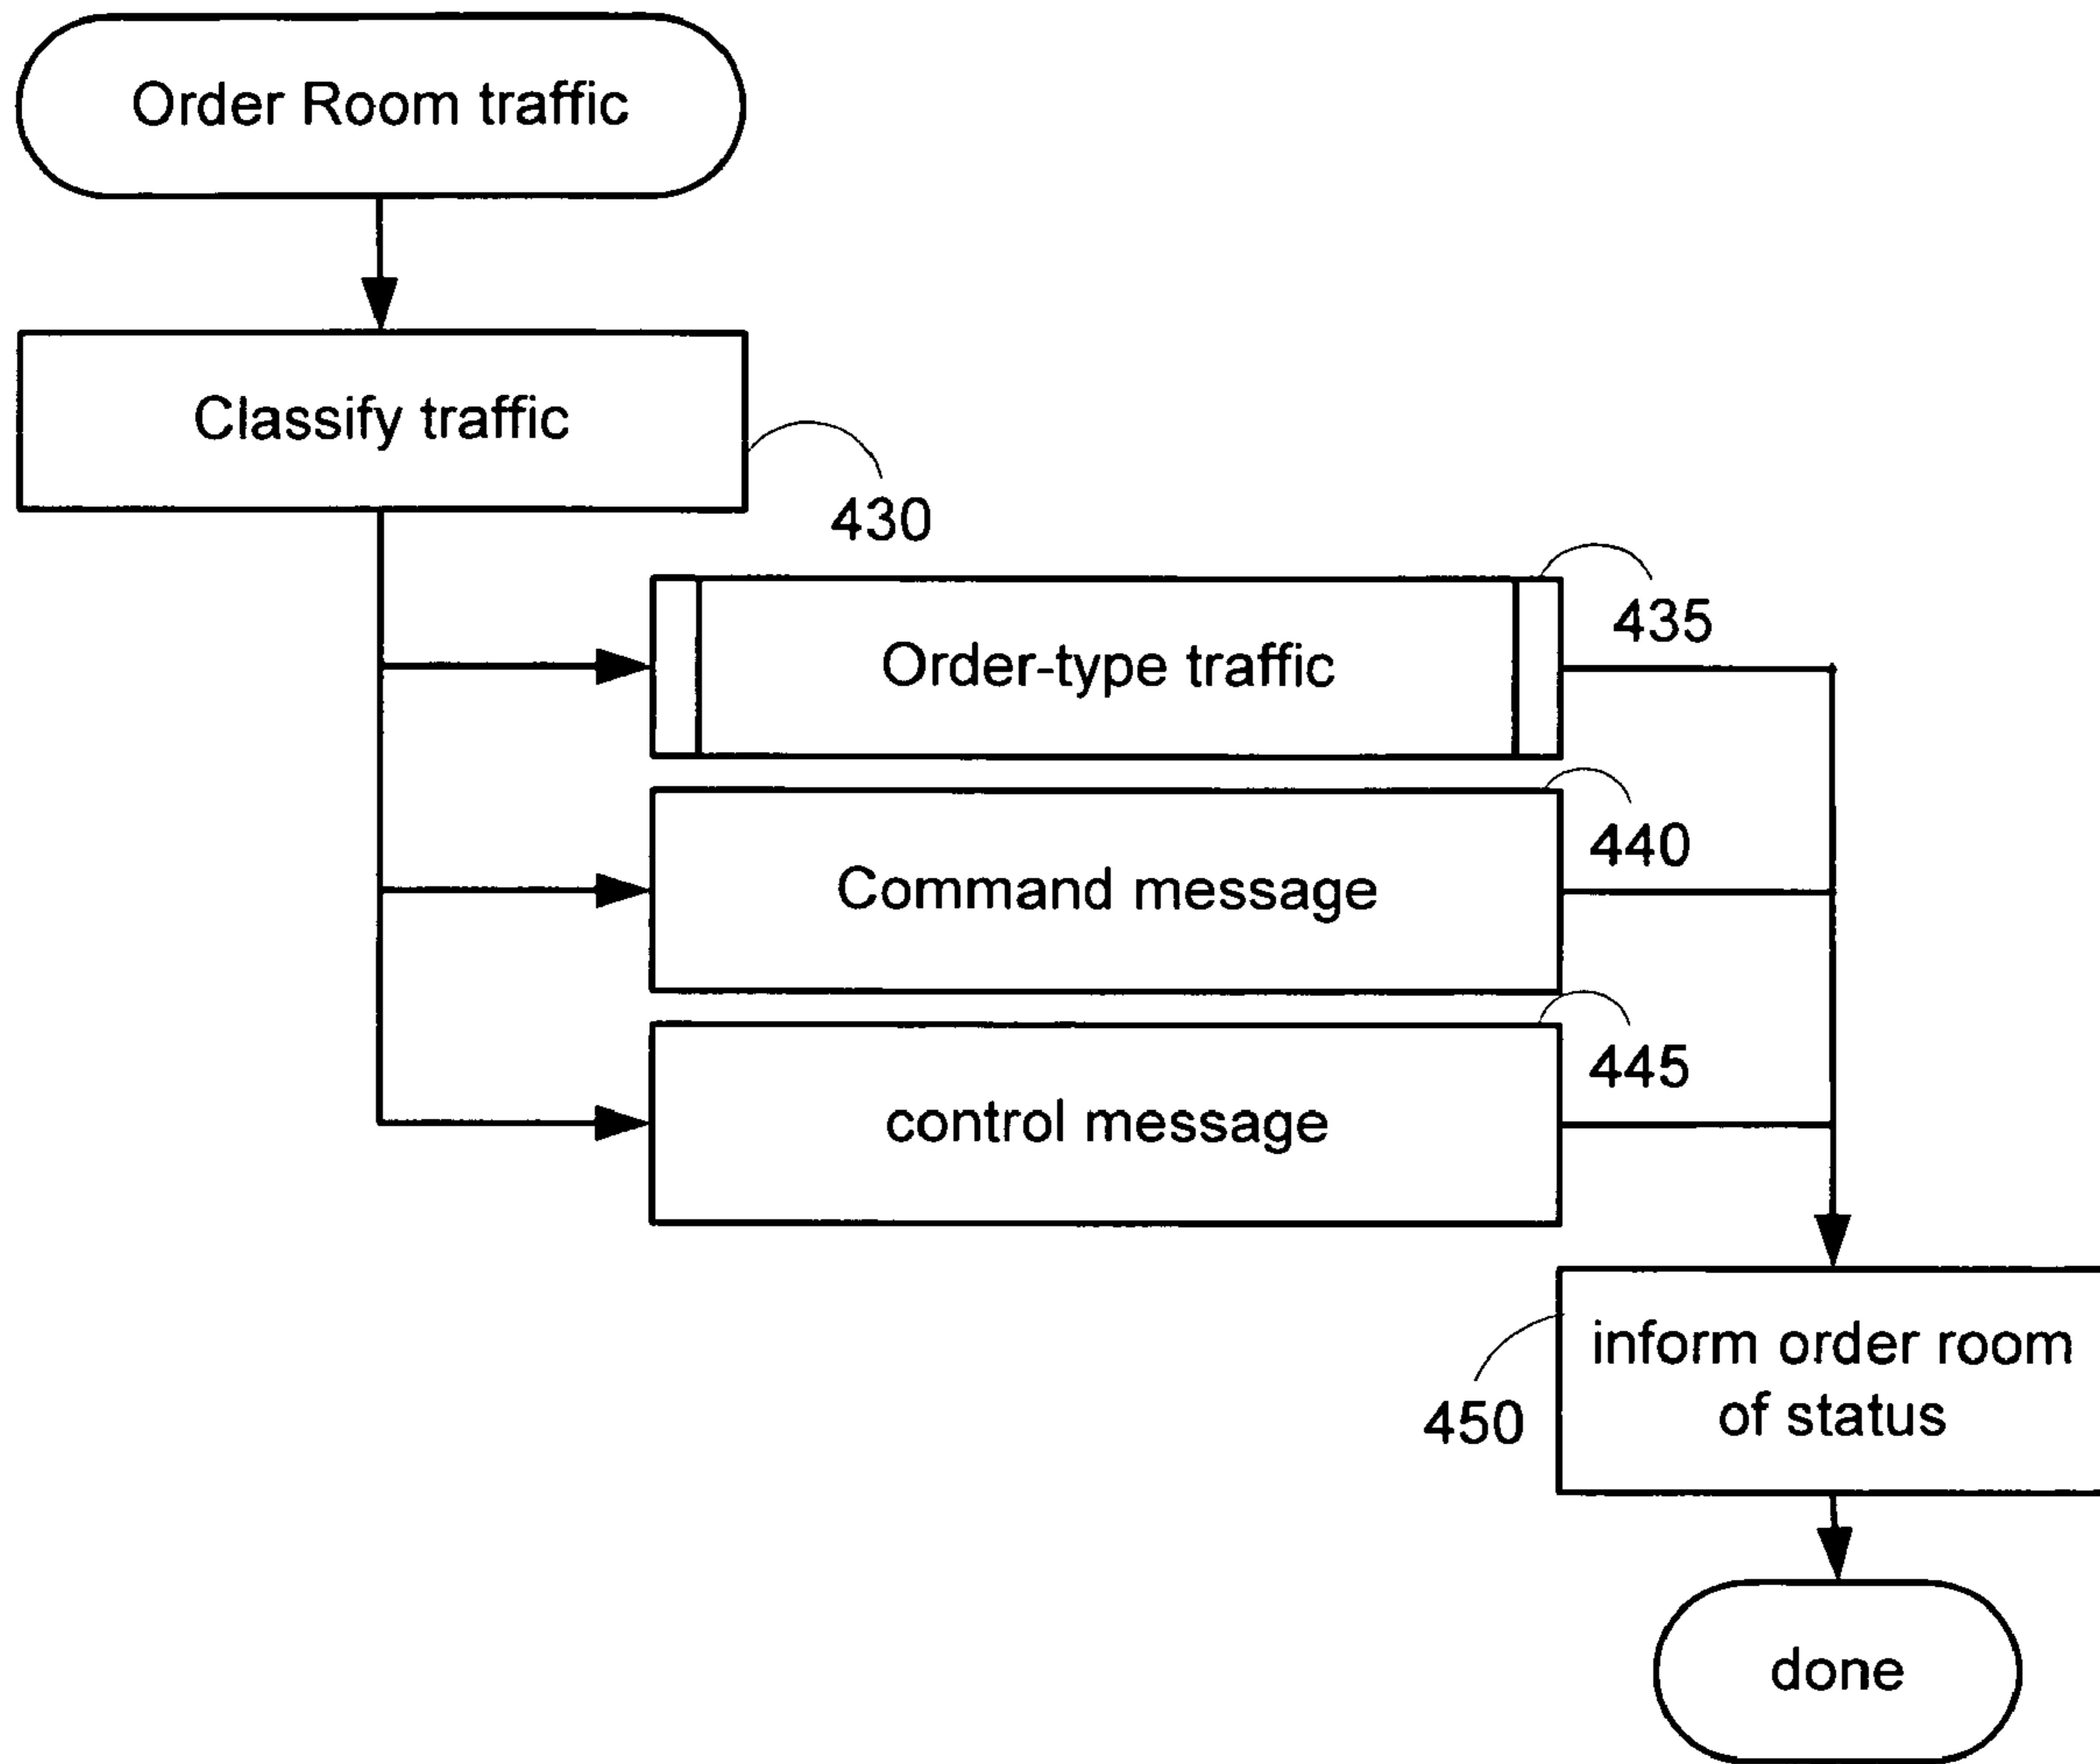 Order Room traffic
Classify traffic
430
435
Order-type traffic
440
Command message
445
control message
inform order room
of status
450
done